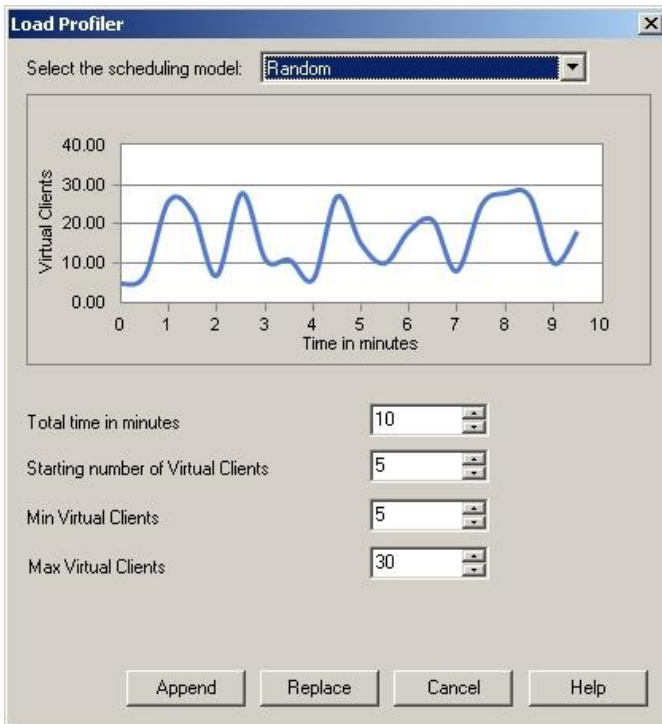 Load Profiler
Select the scheduling model: Random
40.00
30.00
20.00
10.00
0.00
Virtual Clients
0 1 2 3 4 5 6 7 8 9 10
Time in minutes
Total time in minutes 10
Starting number of Virtual Clients 5
Min Virtual Clients 5
Max Virtual Clients 30
Append Replace Cancel Help